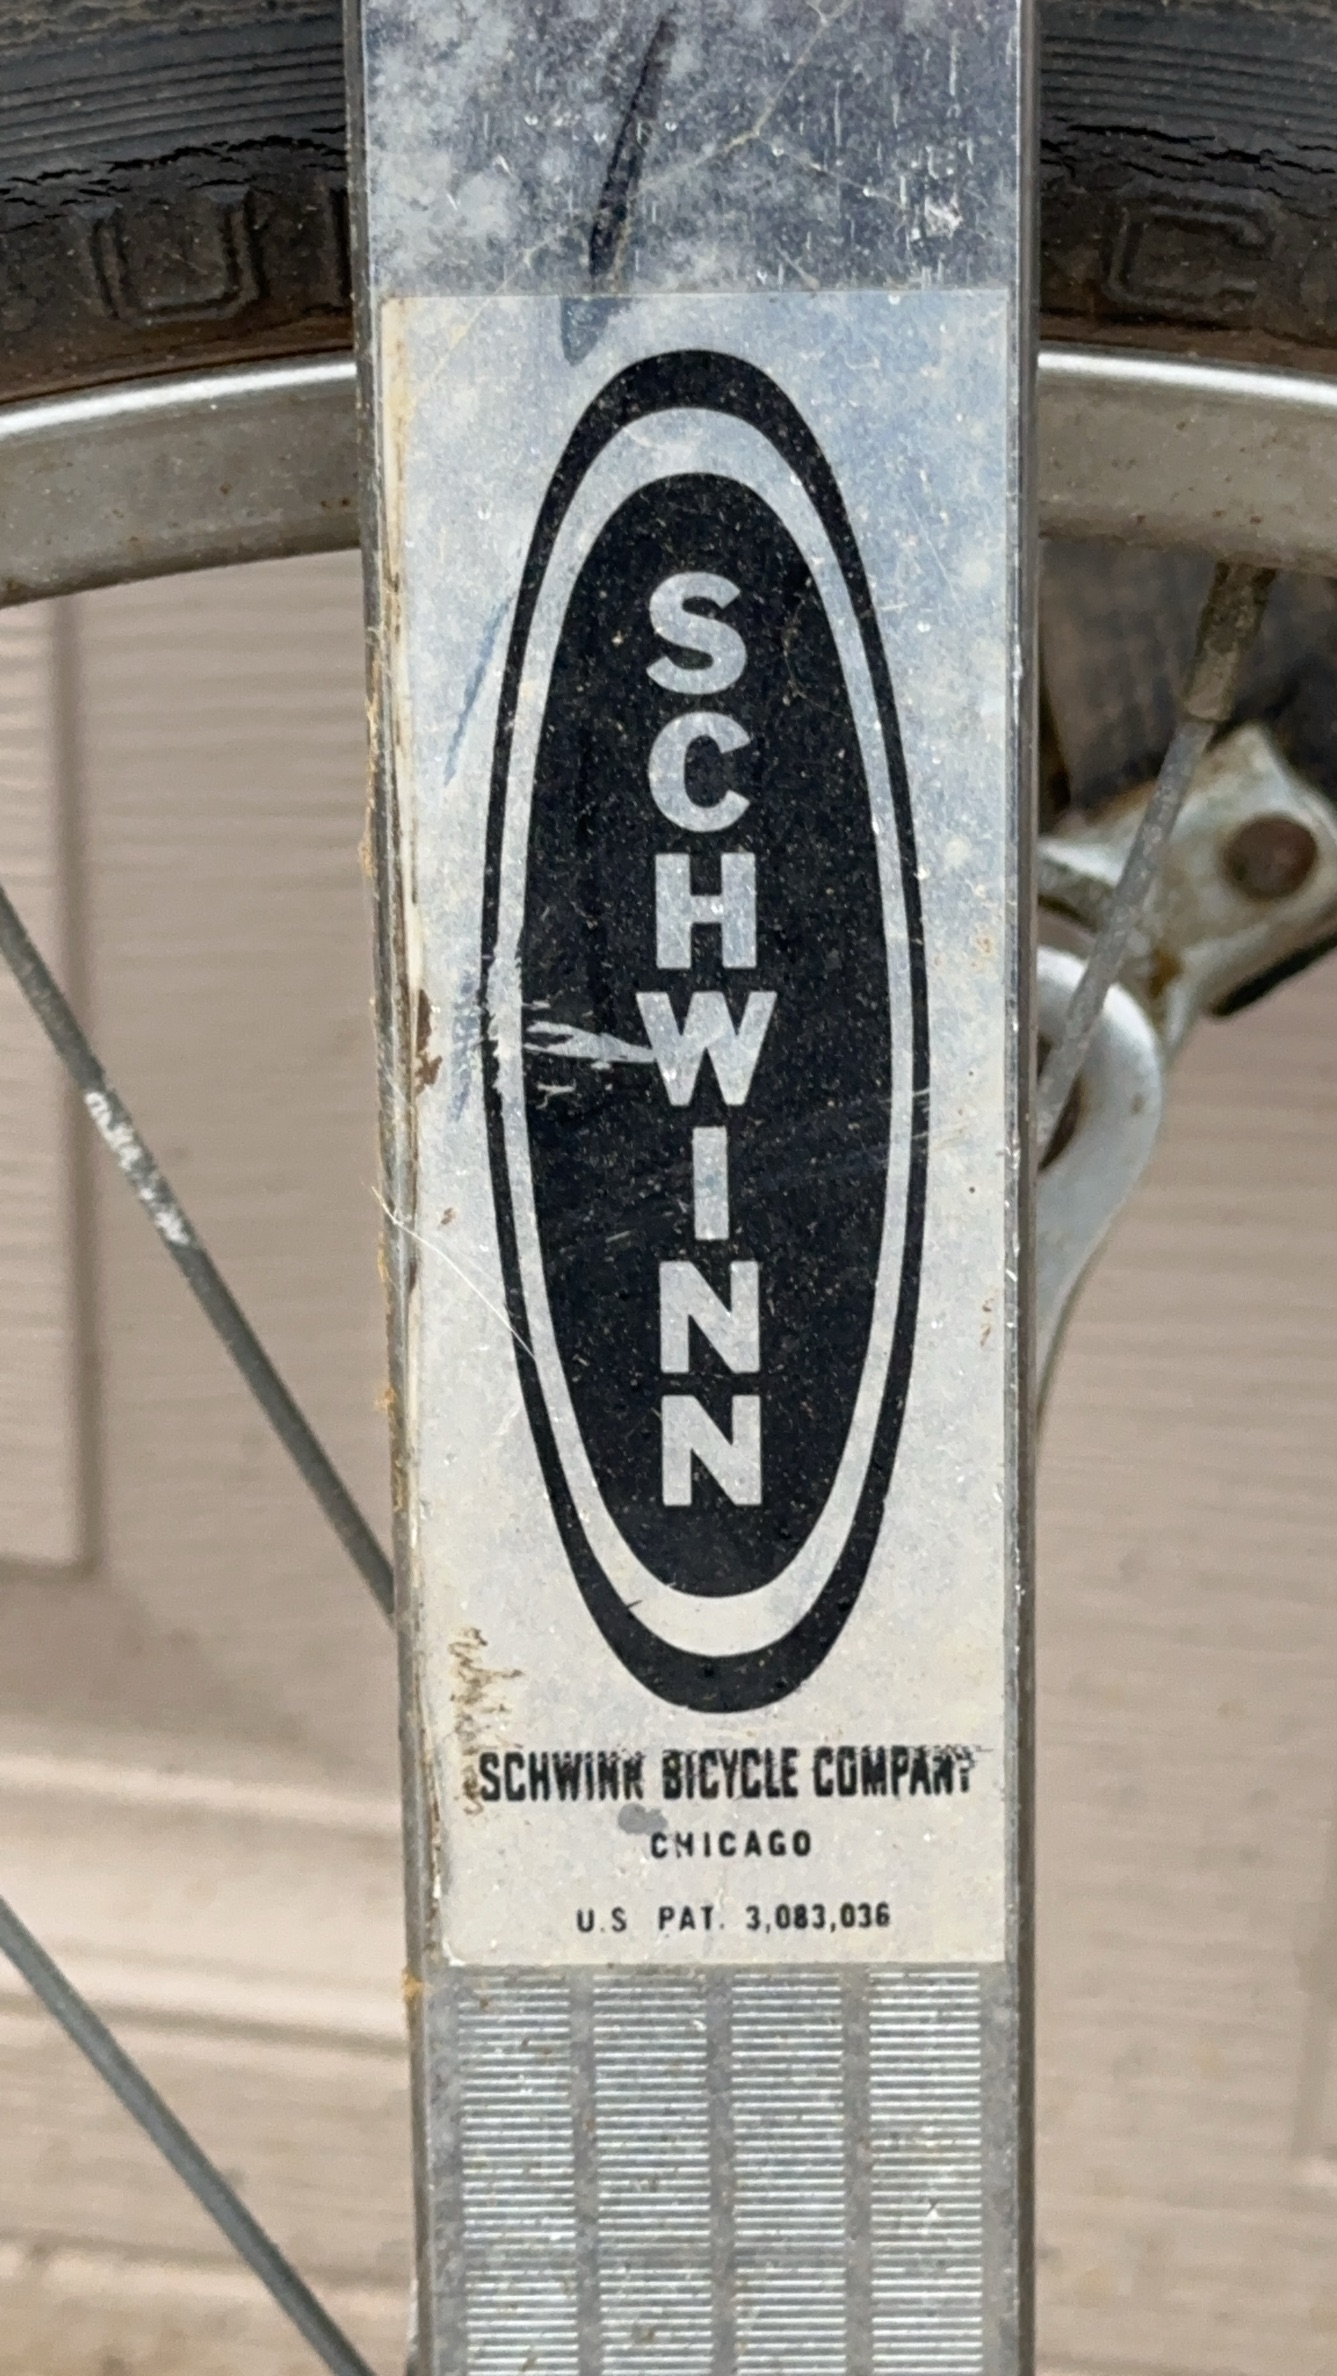 SCHWINN
SCHWINN BICYCLE COMPANY
CHICAGO
U.S PAT. 3,083,036